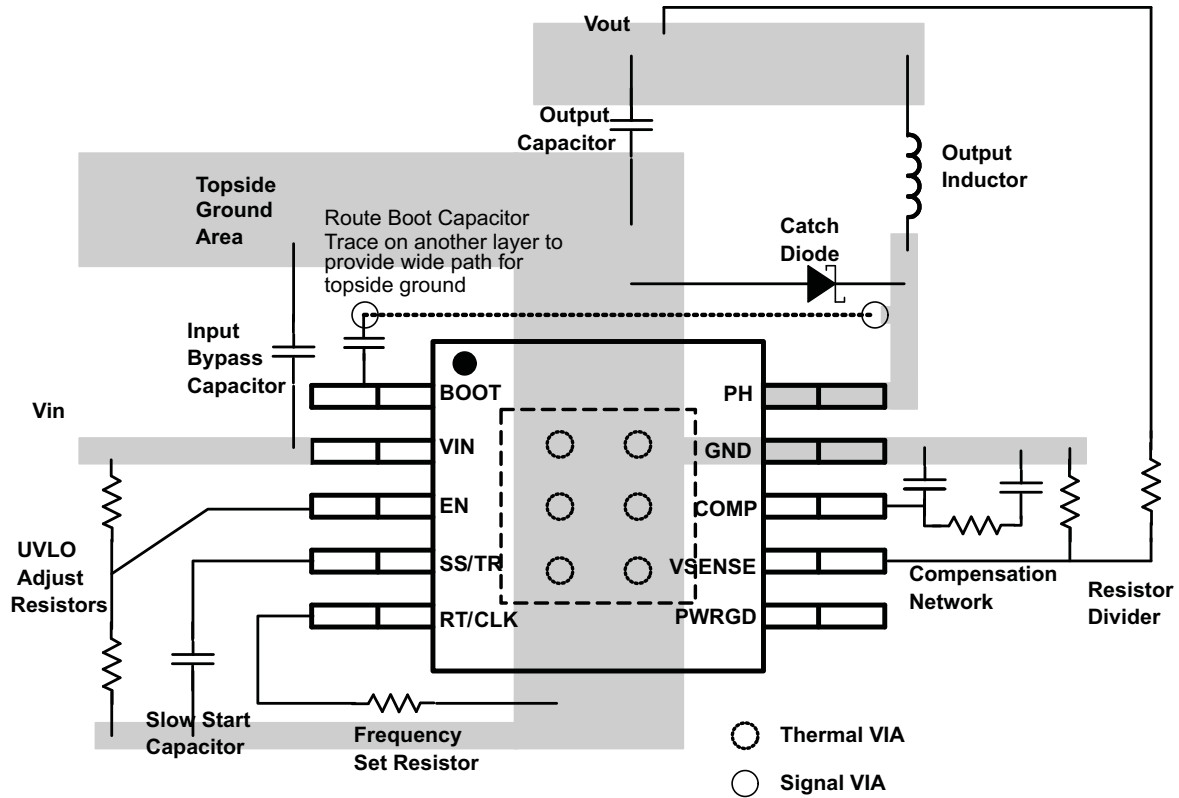 Vout
Output
Capacitor
Output
Inductor
Topside
Ground
Area
Route Boot Capacitor
Trace on another layer to
provide wide path for
topside ground
Catch
Diode
Input
Bypass
Capacitor
Vin
BOOT
VIN
EN
SS/TR
RT/CLK
PH
GND
COMP
VSENSE
PWRGD
UVLO
Adjust
Resistors
Compensation
Network
Resistor
Divider
Slow Start
Capacitor
Frequency
Set Resistor
Thermal VIA
Signal VIA